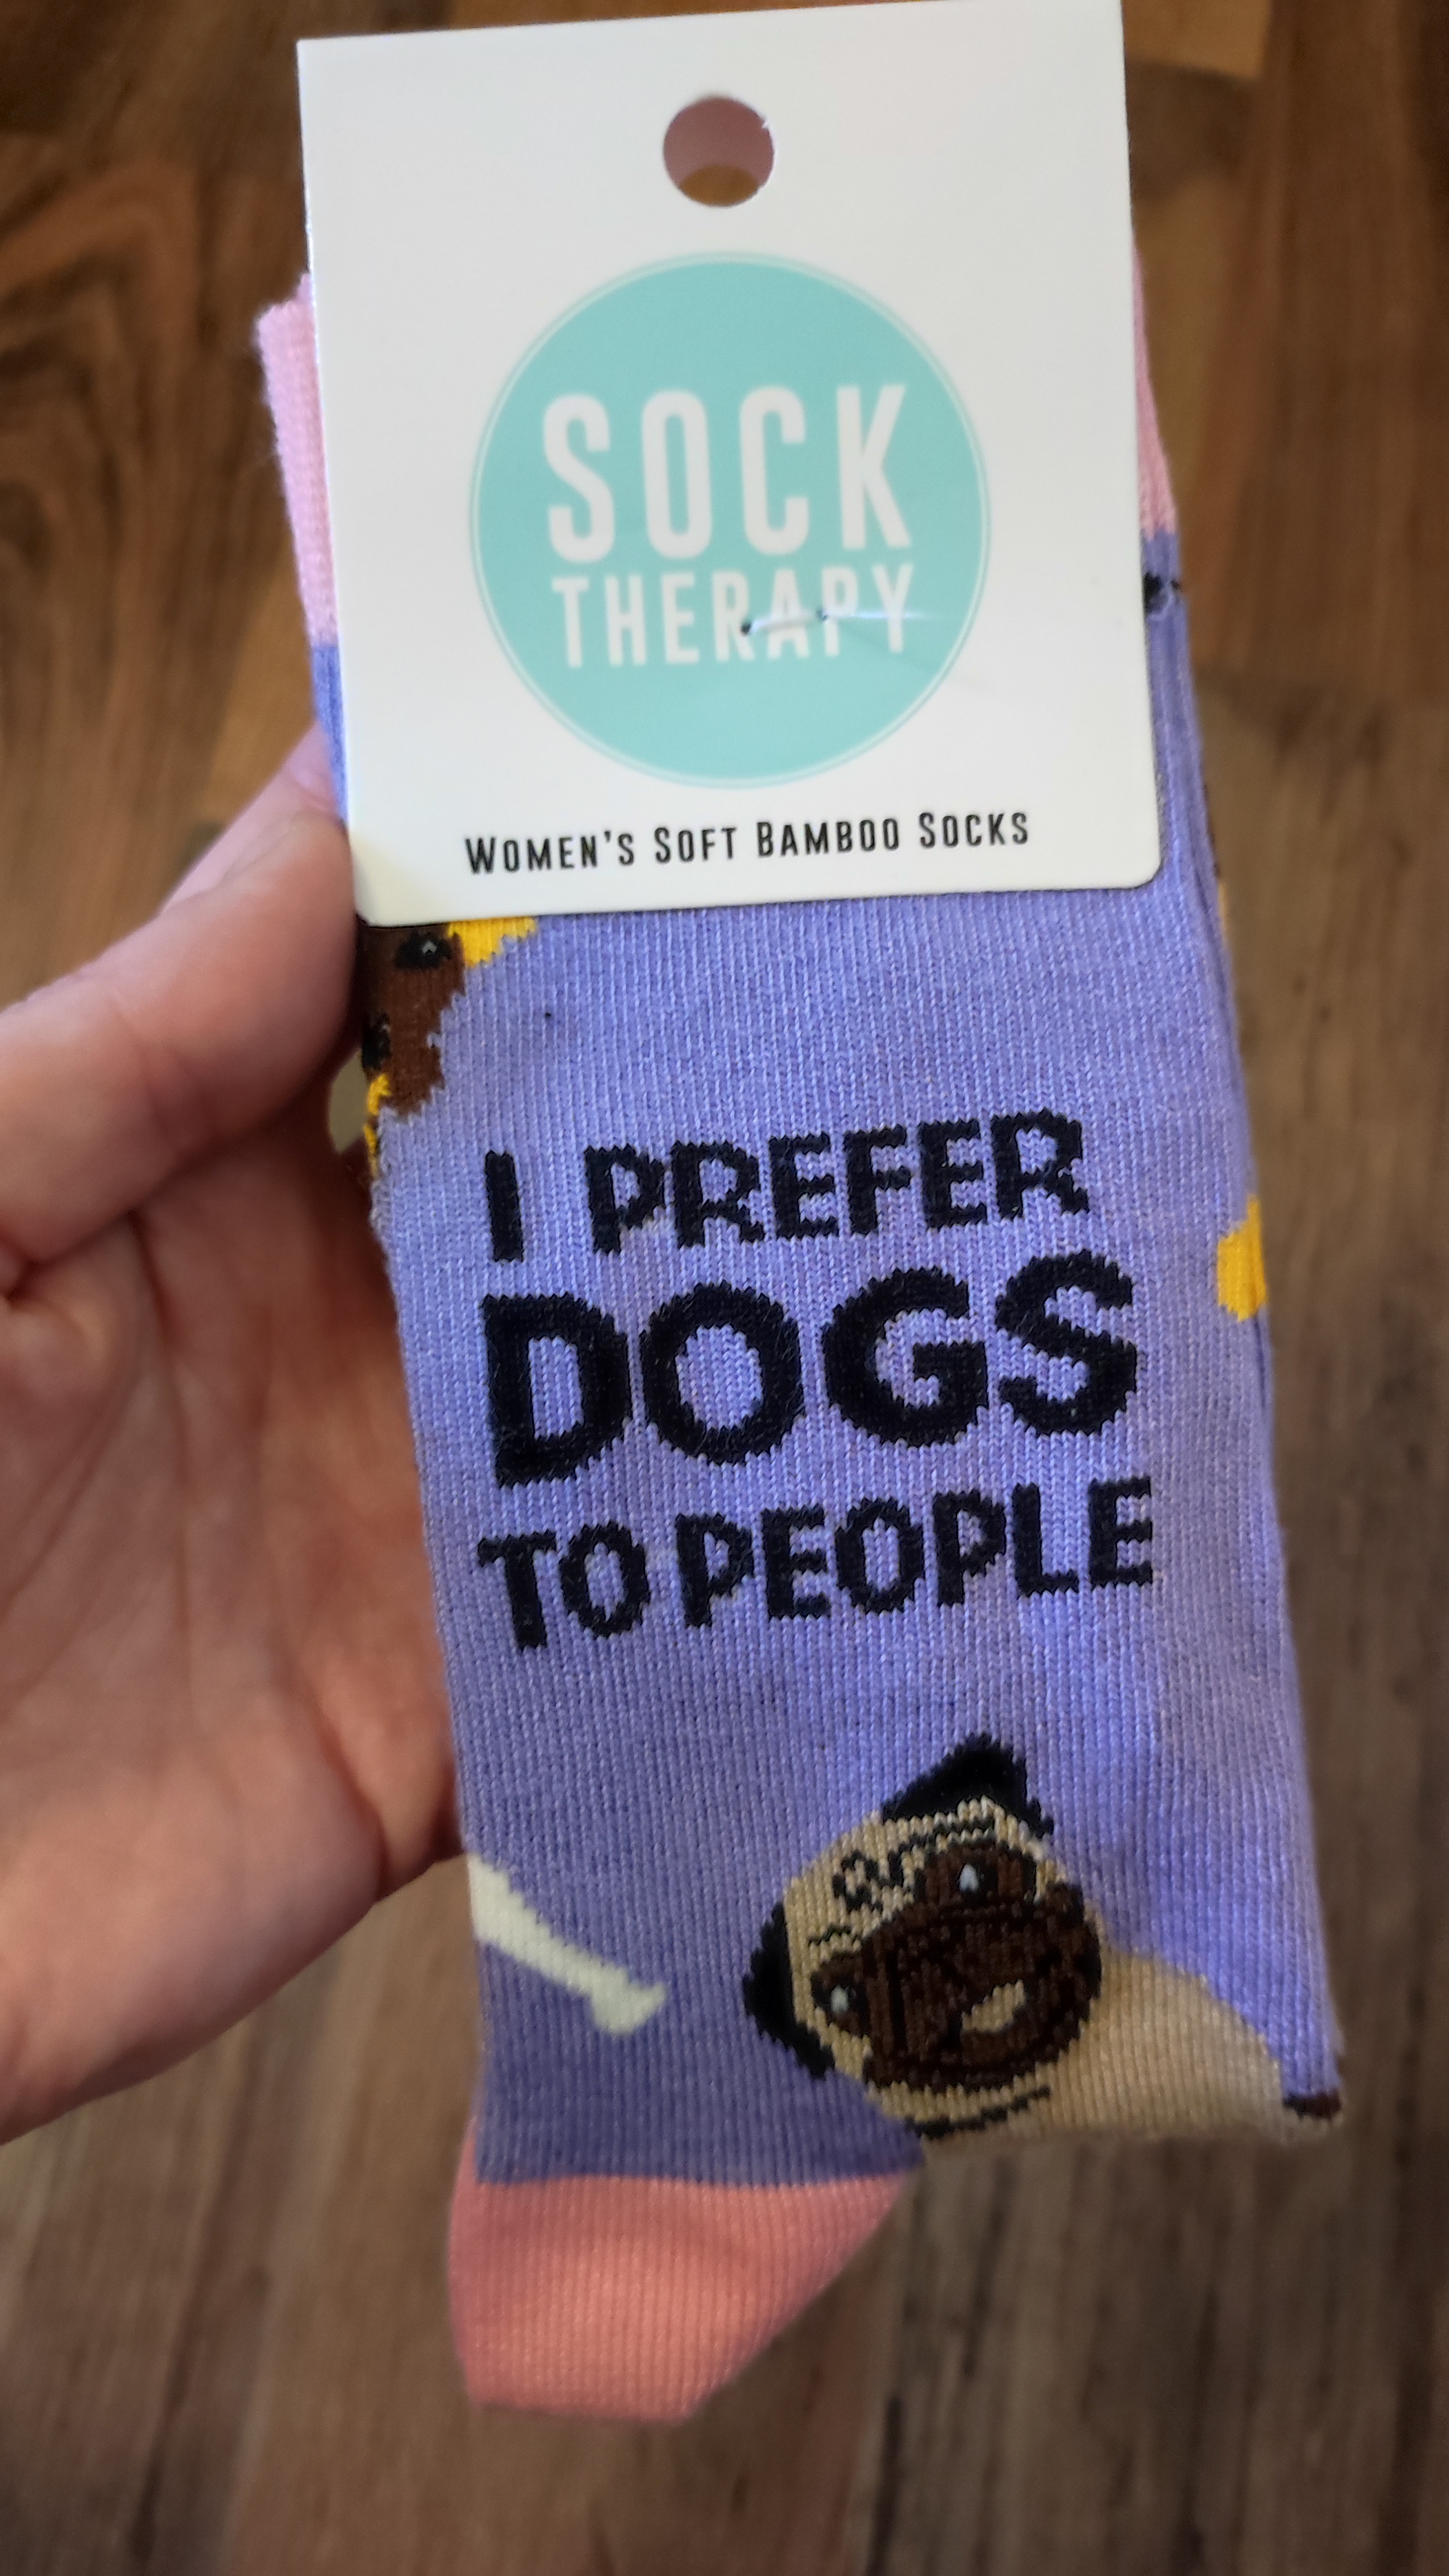 SOCK
THERAPY
WOMEN'S SOFT BAMBOO SOCKS
I PREFER
DOGS
TO PEOPLE